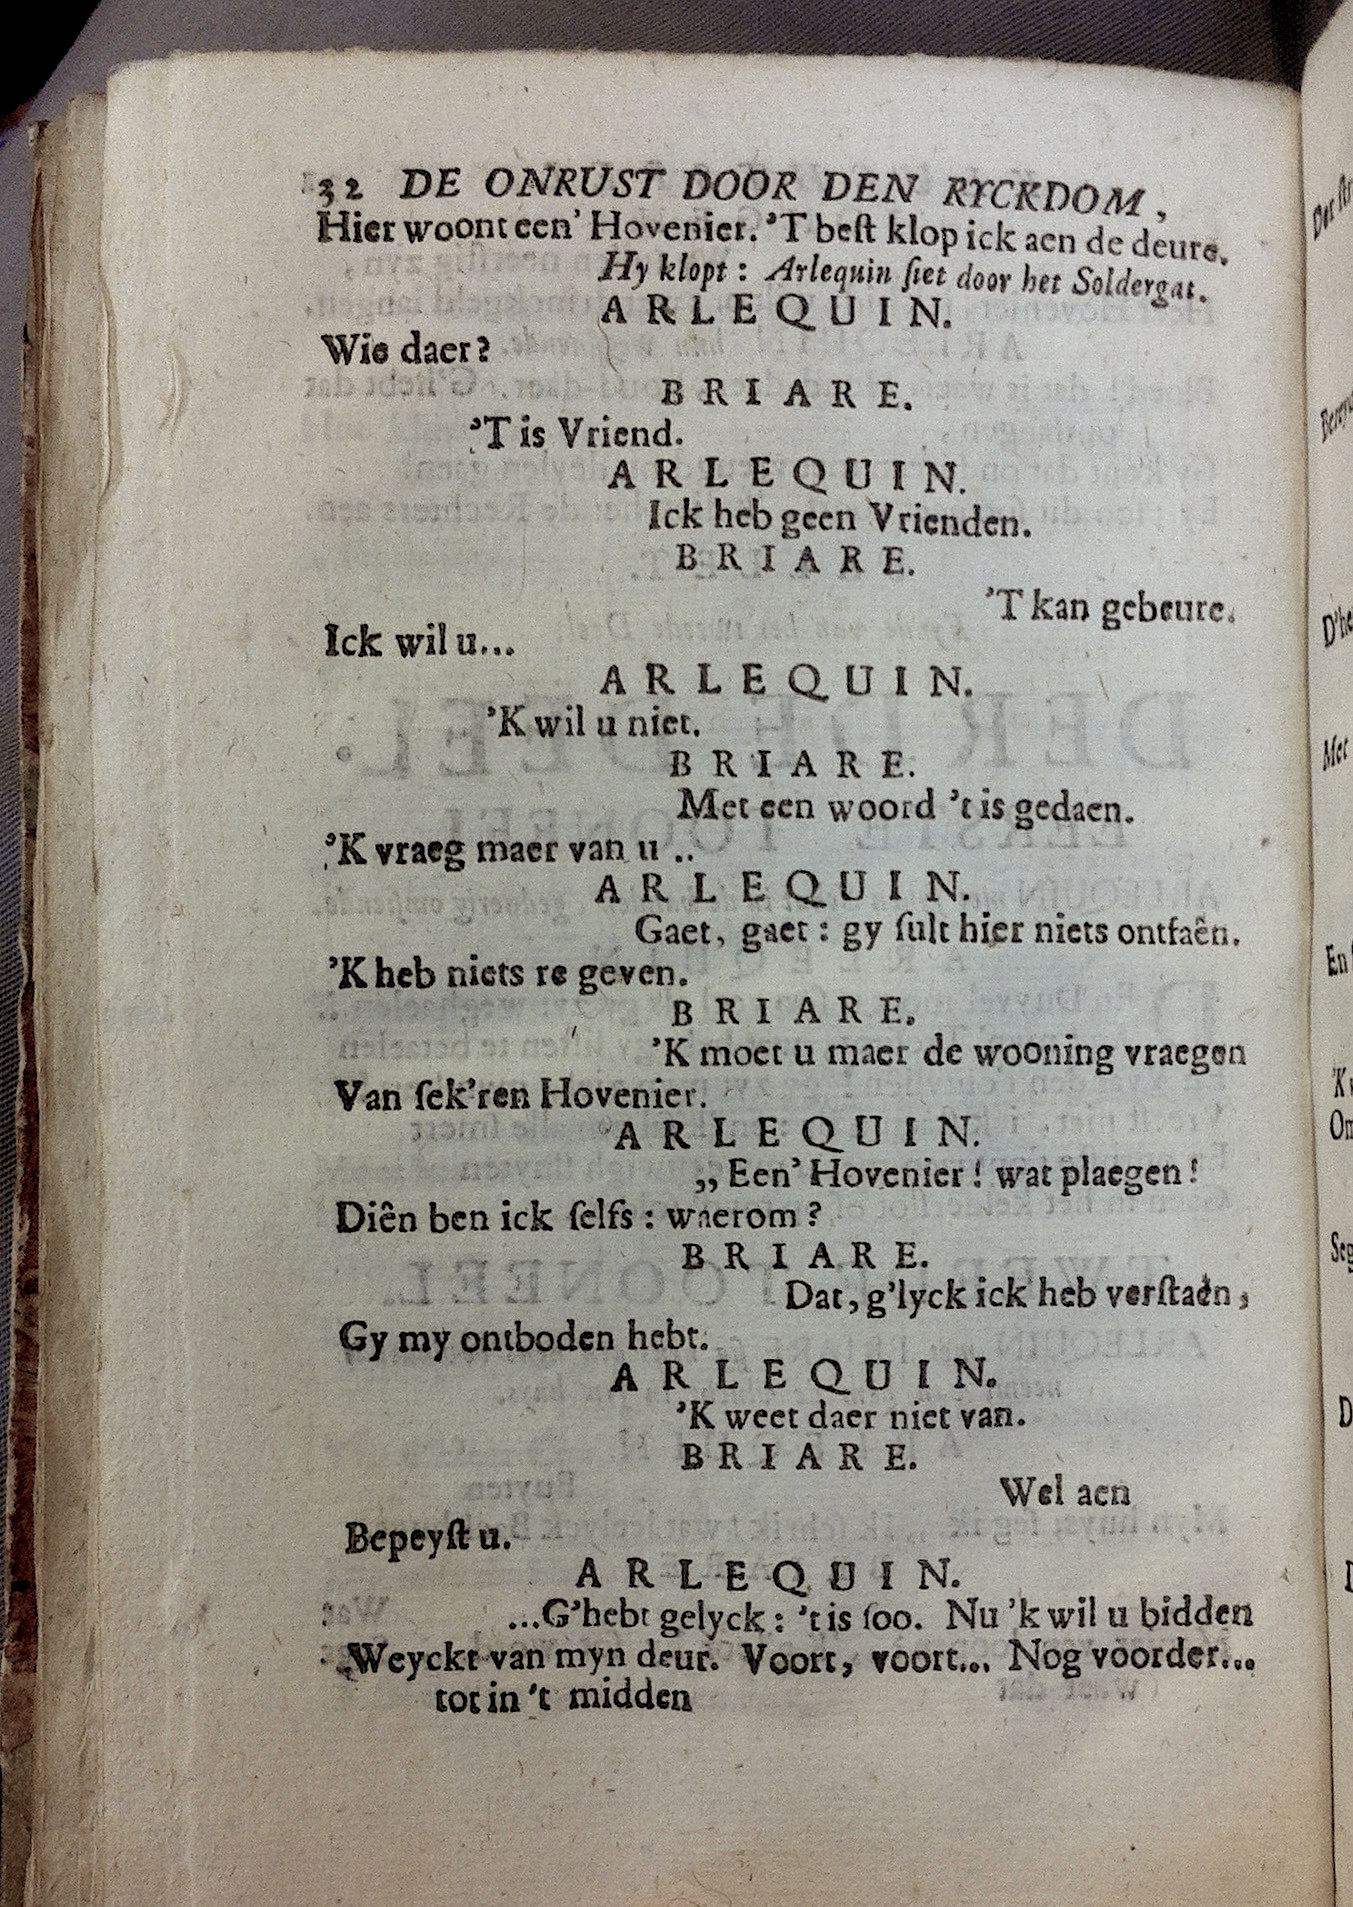 32 DE ONRUST DOOR DEN RYCKDOM,
Hier woont een' Hovenier. 'T beſt klop ick aen de deure.
Hy klopt : Arlequin ſiet door het Soldergat.
ARLEQUIN.
Wie daer?
BRIARE.
'T is Vriend.
ARLEQUIN.
Ick heb geen Vrienden.
BRIARE.
'T kan gebeure.
Ick wil u...
ARLEQUIN.
'K wil u niet.
BRIARE.
Met een woord 't is gedaen.
'K vraeg maer van u ..
ARLEQUIN.
Gaet, gaet : gy ſult hier niets ontfaên.
'K heb niets re geven.
BRIARE.
'K moet u maer de wooning vraegen
Van ſek'ren Hovenier.
ARLEQUIN.
,, Een' Hovenier ! wat plaegen !
Diên ben ick ſelfs : waerom ?
BRIARE.
Dat, g'lyck ick heb verſtaên,
Gy my ontboden hebt.
ARLEQUIN.
'K weet daer niet van.
BRIARE.
Wel aen
Bepeyſt u.
ARLEQUIN.
...G'hebt gelyck : 't is ſoo. Nu 'k wil u bidden
Weyckt van myn deur. Voort, voort... Nog voorder...
tot in 't midden